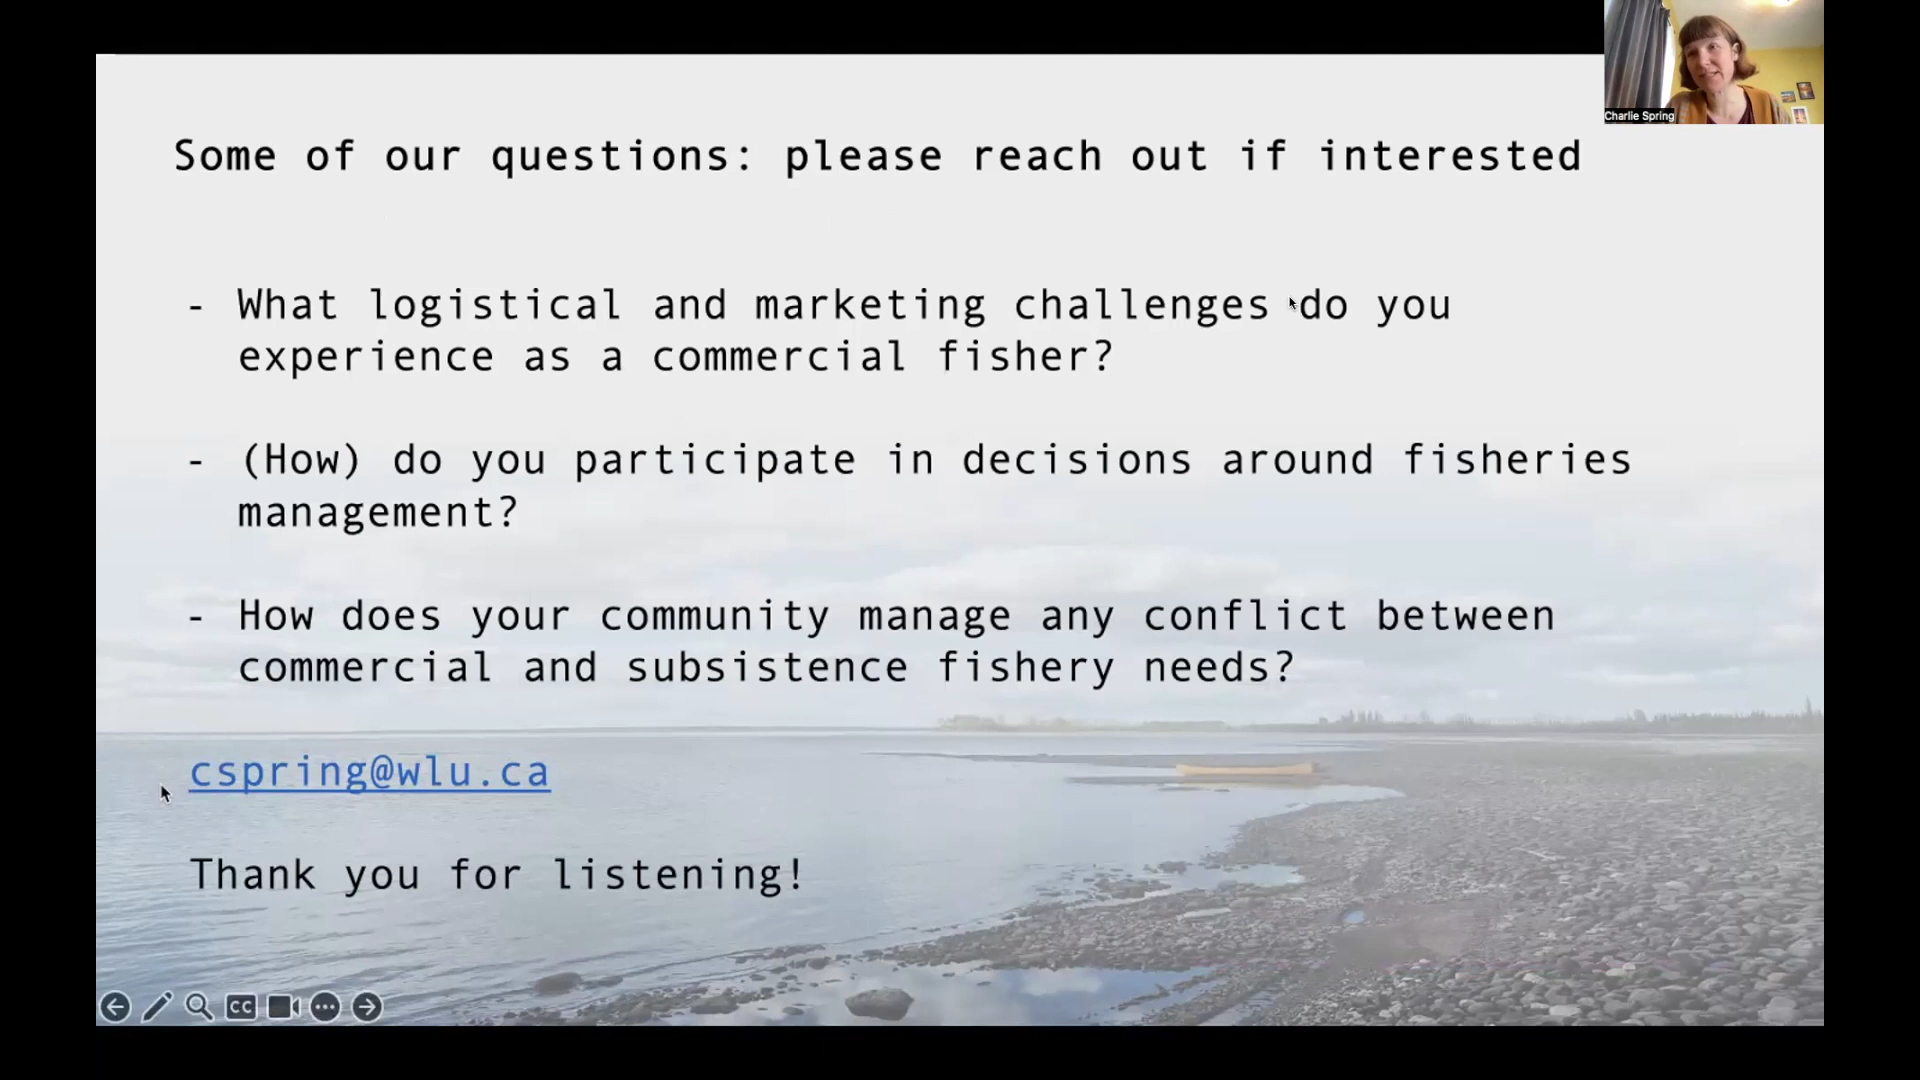 Charlie Spring
Some of our questions: please reach out if interested
- What logistical and marketing challenges do you
experience as a commercial fisher?
- (How) do you participate in decisions around fisheries
management?
- How does your community manage any conflict between
commercial and subsistence fishery needs?
cspring@wlu.ca
Thank you for listening!
CC